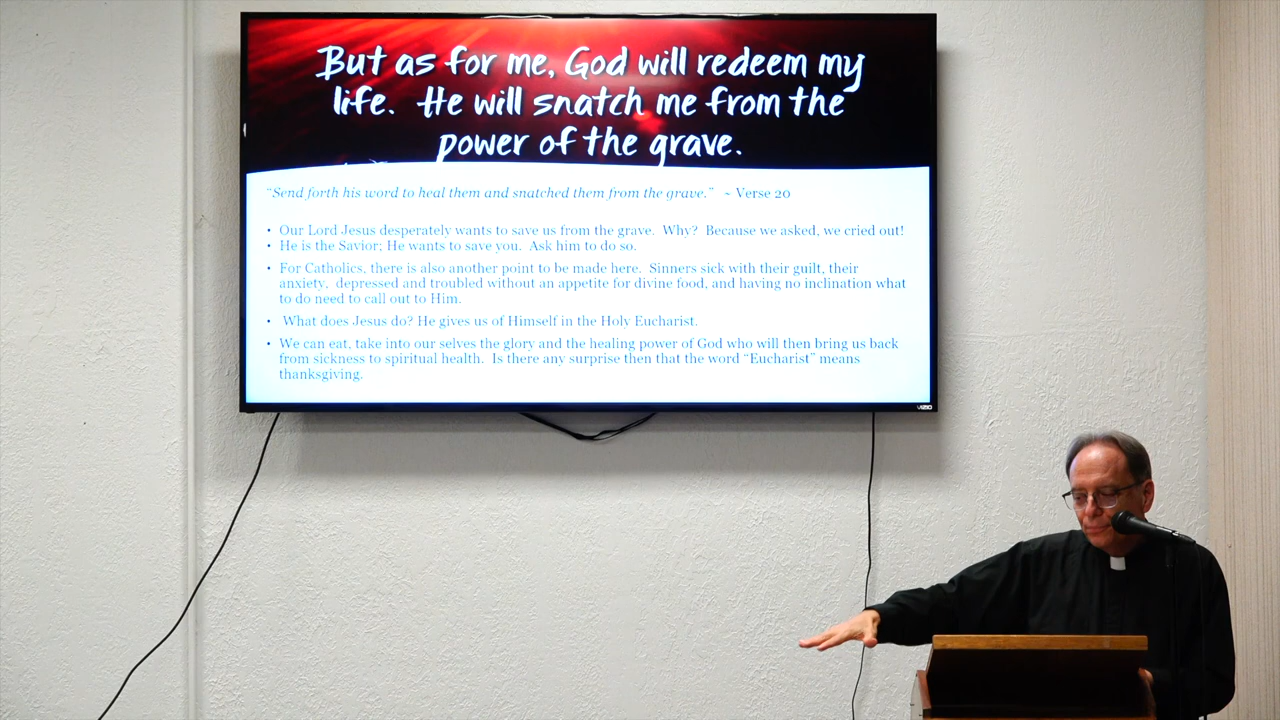 But as for me, God will redeem my
life. He will snatch me from the
power of the grave.
“Send forth his word to heal them and snatched them from the grave.” ~ Verse 20
• Our Lord Jesus desperately wants to save us from the grave. Why? Because we asked, we cried out!
• He is the Savior; He wants to save you. Ask him to do so.
• For Catholics, there is also another point to be made here. Sinners sick with their guilt, their
anxiety, depressed and troubled without an appetite for divine food, and having no inclination what
to do need to call out to Him.
• What does Jesus do? He gives us of Himself in the Holy Eucharist.
• We can eat, take into our selves the glory and the healing power of God who will then bring us back
from sickness to spiritual health. Is there any surprise then that the word “Eucharist” means
thanksgiving.
VIZIO